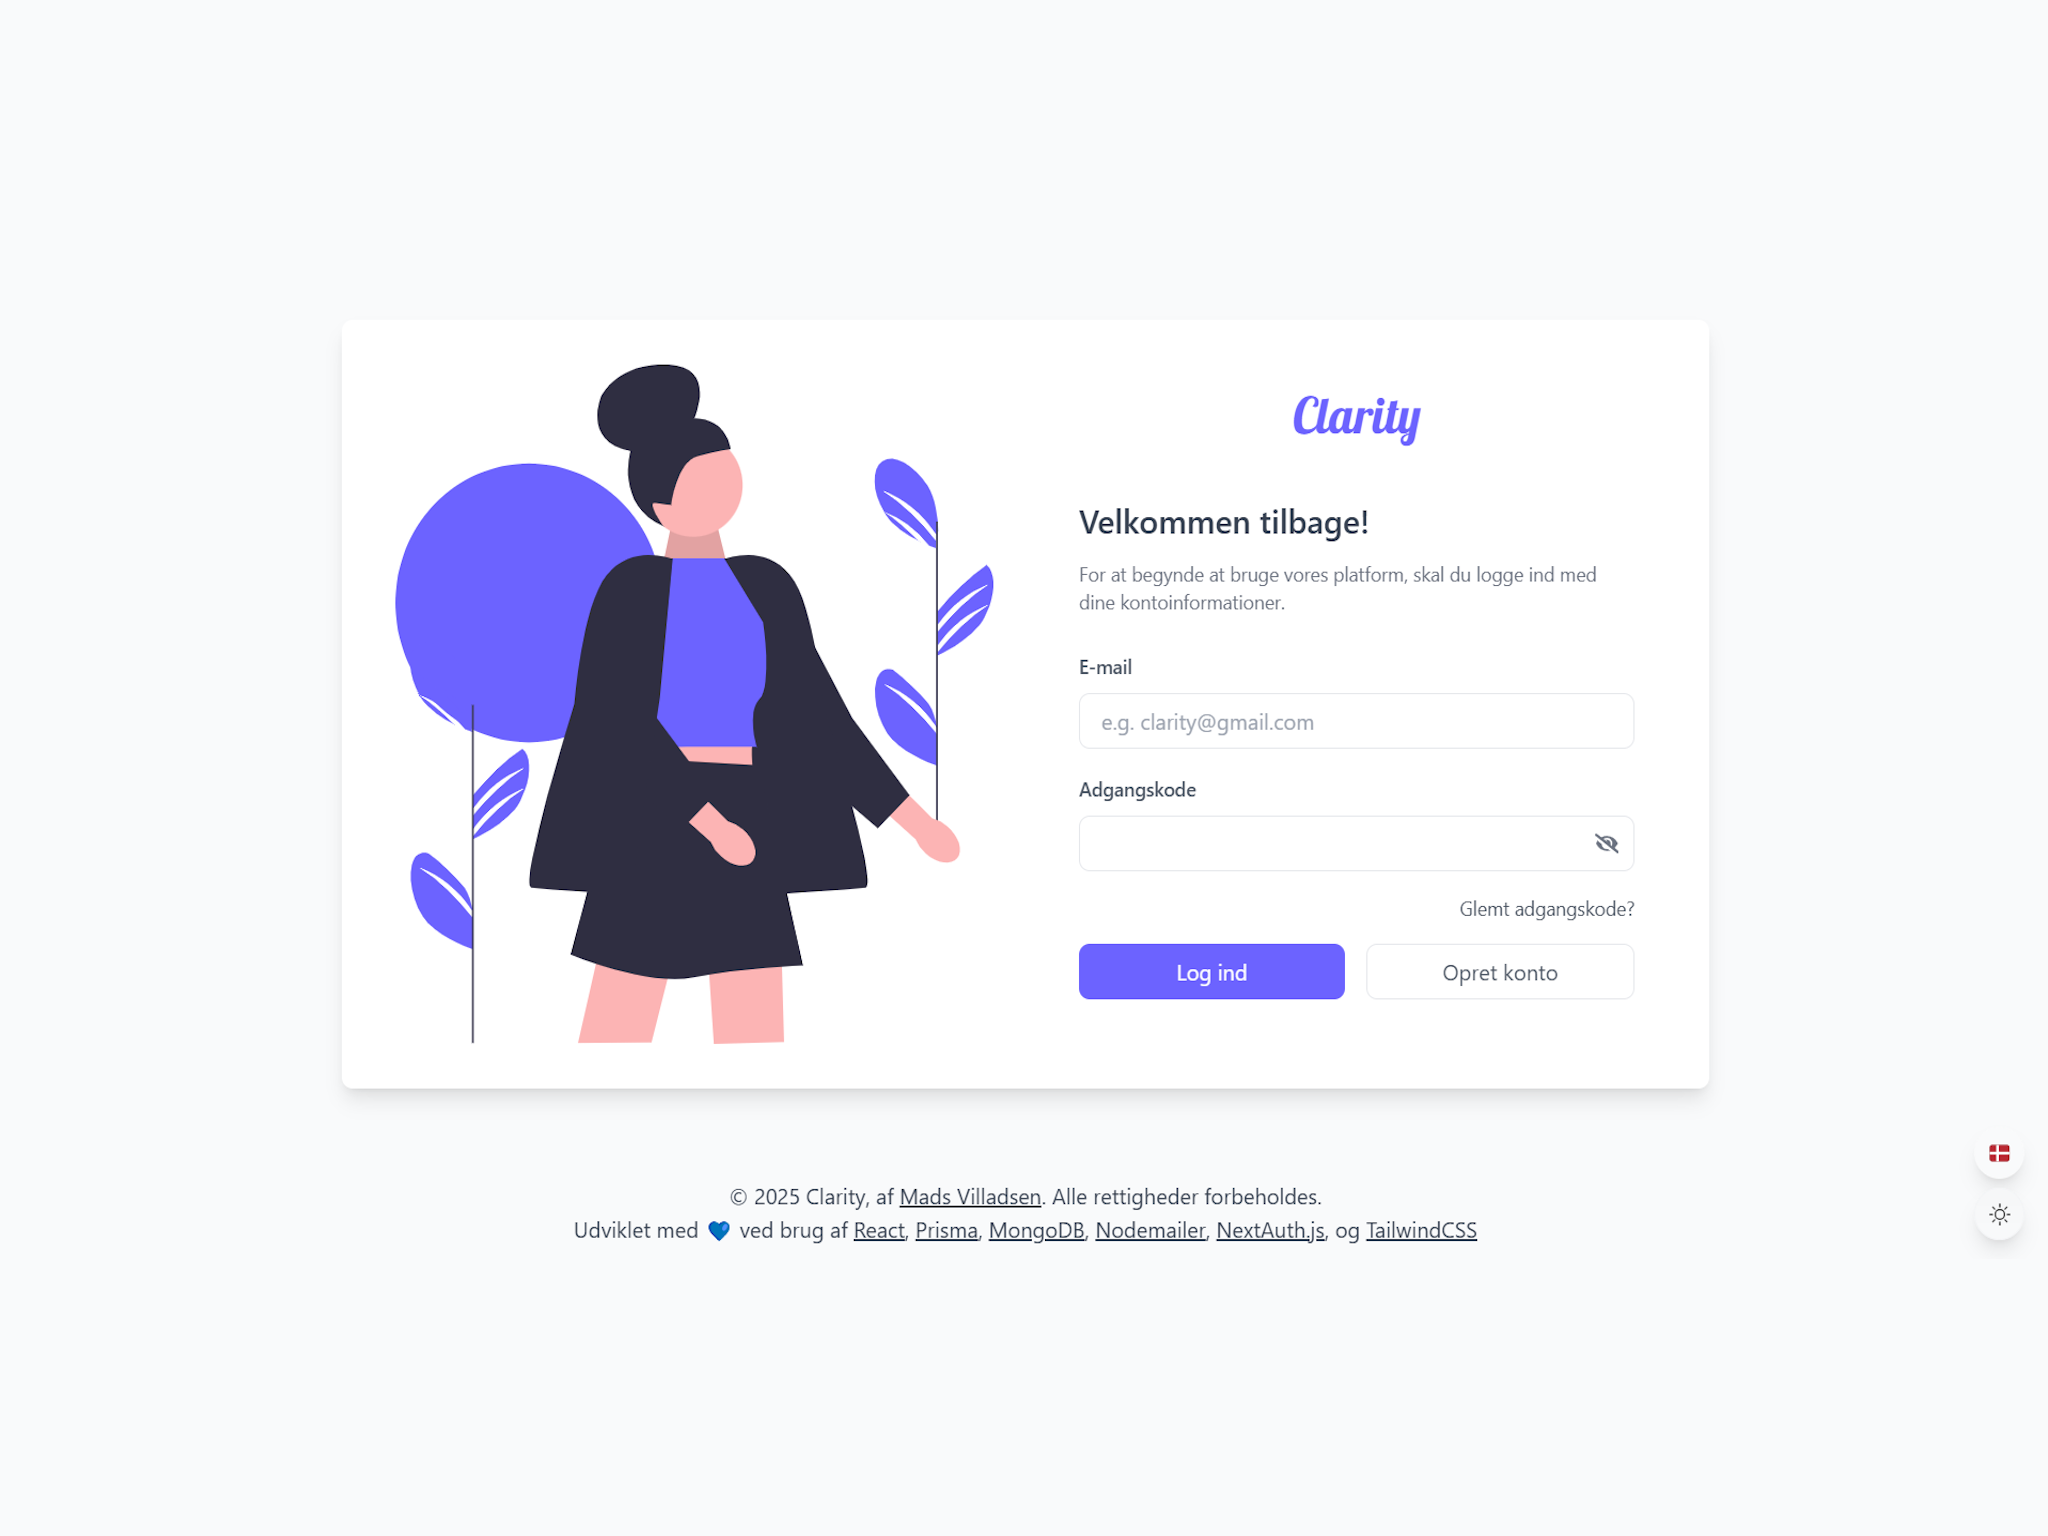 Clarity
Velkommen tilbage!
For at begynde at bruge vores platform, skal du logge ind med
dine kontoinformationer.
E-mail
e.g. clarity@gmail.com
Adgangskode
Glemt adgangskode?
Log ind
Opret konto
© 2025 Clarity, af Mads Villadsen. Alle rettigheder forbeholdes.
Udviklet med 💙 ved brug af React, Prisma, MongoDB, Nodemailer, NextAuth.js, og TailwindCSS